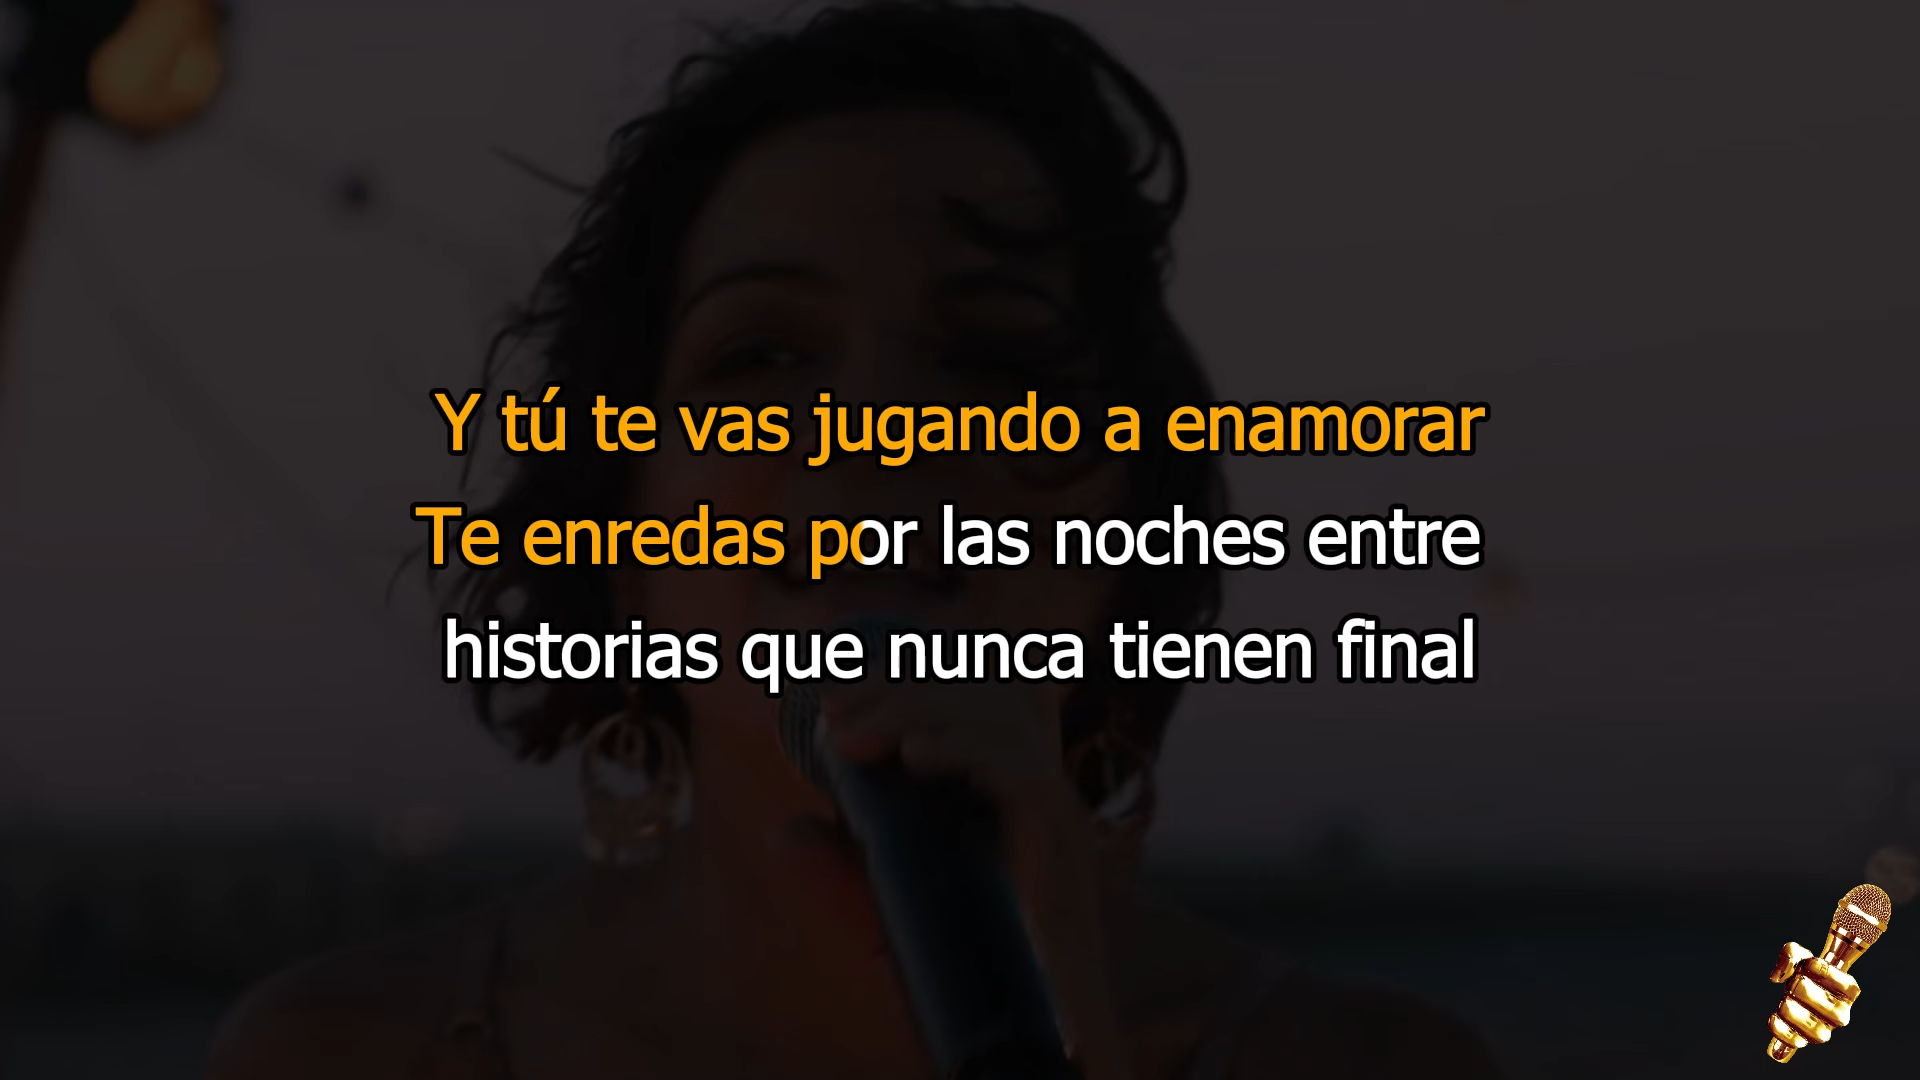 Y tú te vas jugando a enamorar
Te enredas por las noches entre
historias que nunca tienen final